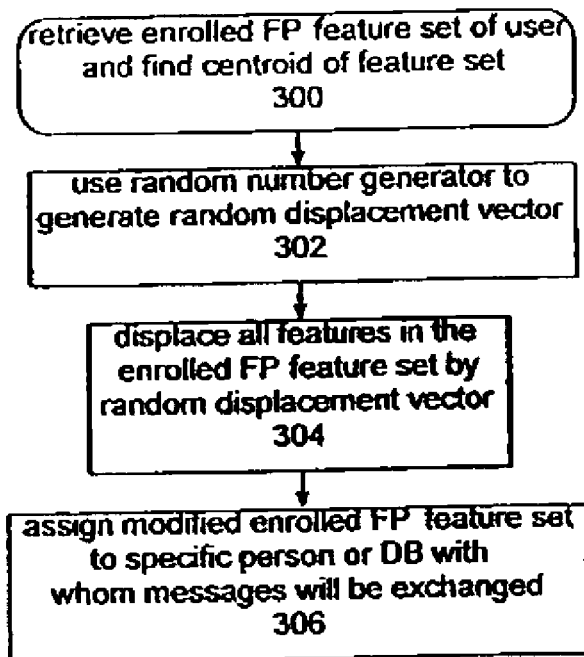 retrieve enrolled FP feature set of user
and find centroid of feature set
300
use random number generator to
generate random displacement vector
302
displace all features in the
enrolled FP feature set by
random displacement vector
304
assign modified enrolled FP feature set
to specific person or DB with
whom messages will be exchanged
306